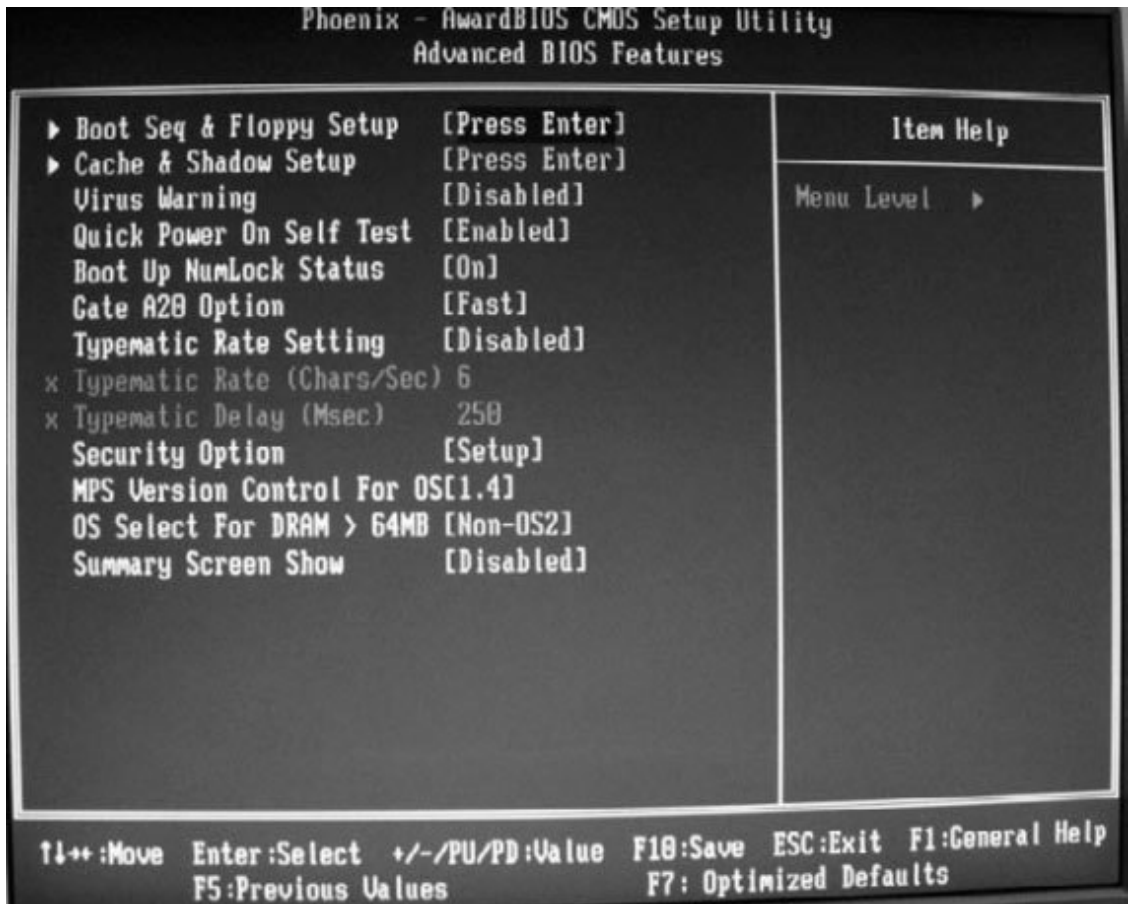 Phoenix - AwardBIOS CMOS Setup Utility
Advanced BIOS Features
▶ Boot Seq & Floppy Setup [Press Enter]
▶ Cache & Shadow Setup [Press Enter]
Virus Warning [Disabled]
Quick Power On Self Test [Enabled]
Boot Up NumLock Status [On]
Gate A20 Option [Fast]
Typematic Rate Setting [Disabled]
x Typematic Rate (Chars/Sec) 6
x Typematic Delay (Msec) 250
Security Option [Setup]
MPS Version Control For OS[1.4]
OS Select For DRAM > 64MB [Non-OS2]
Summary Screen Show [Disabled]
Item Help
Menu Level ▶
↑↓→←:Move Enter:Select +/-/PU/PD:Value F10:Save ESC:Exit F1:General Help
F5:Previous Values F7: Optimized Defaults